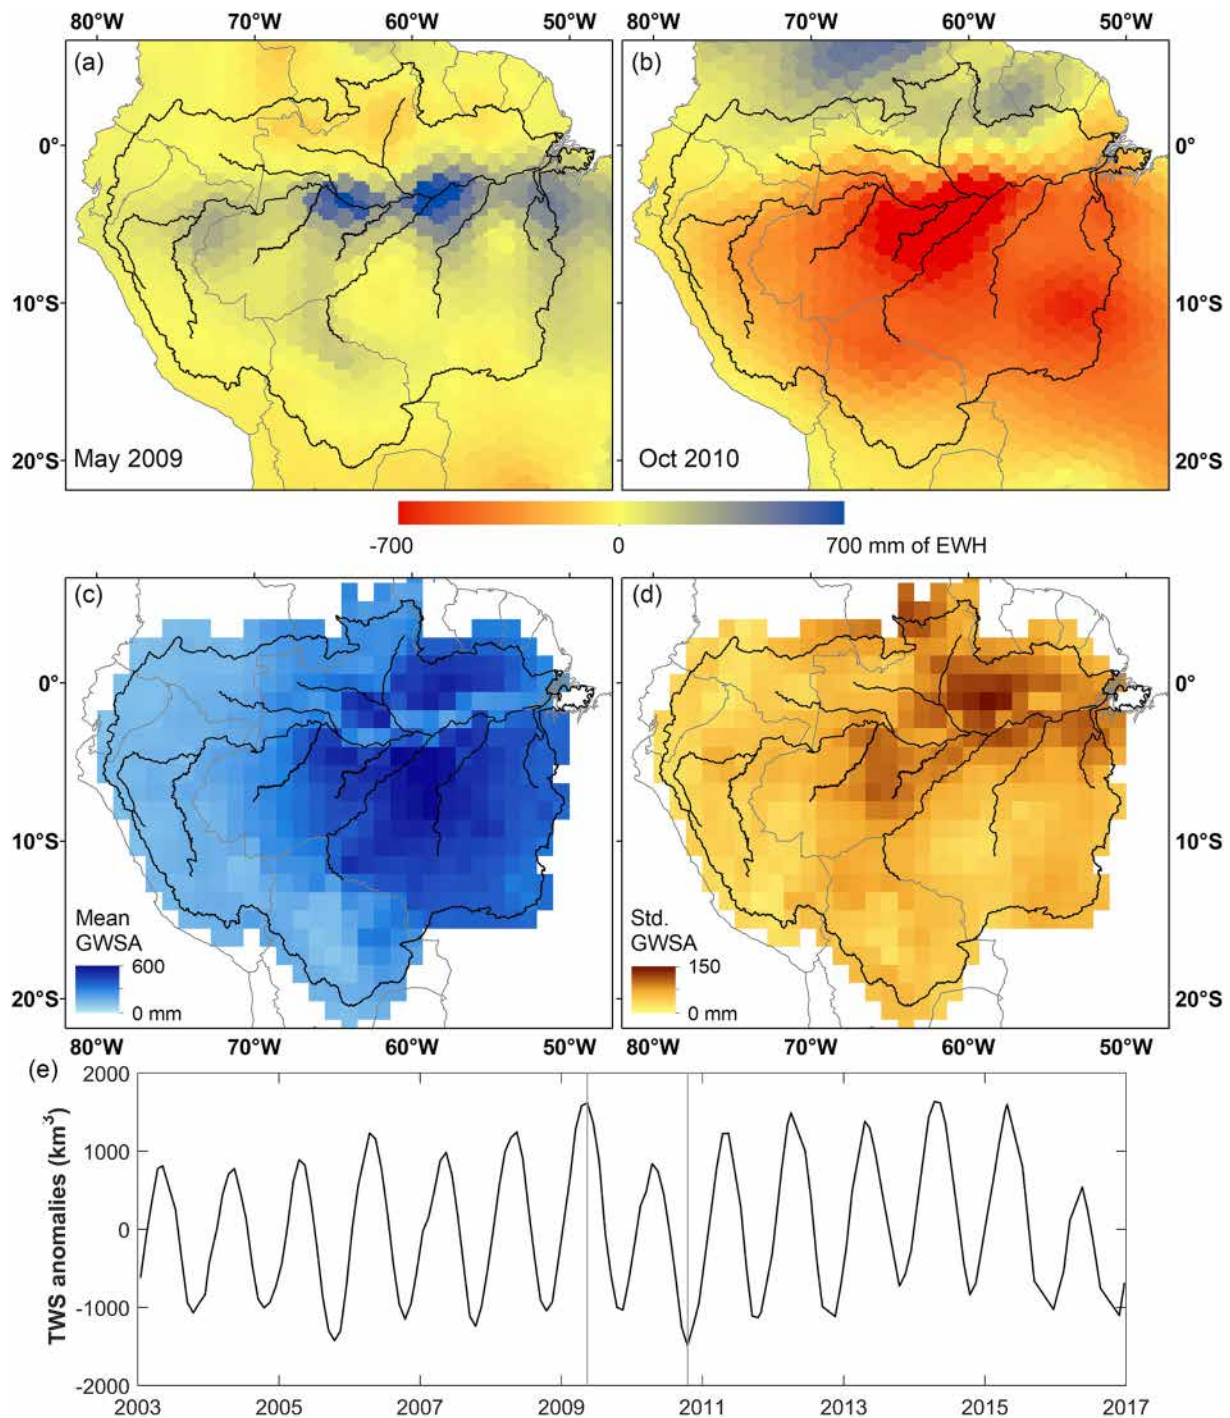 80°W 70°W 60°W 50°W 80°W 70°W 60°W 50°W
(a) (b)
0° 0°
10°S 10°S
20°S 20°S
May 2009 Oct 2010
-700 0 700 mm of EWH
(c) (d)
0° 0°
10°S 10°S
Mean
GWSA
600
0 mm
Std.
GWSA
150
0 mm
20°S 20°S
80°W 70°W 60°W 50°W 80°W 70°W 60°W 50°W
(e)
TWS anomalies (km³)
2000
1000
0
-1000
-2000
2003 2005 2007 2009 2011 2013 2015 2017